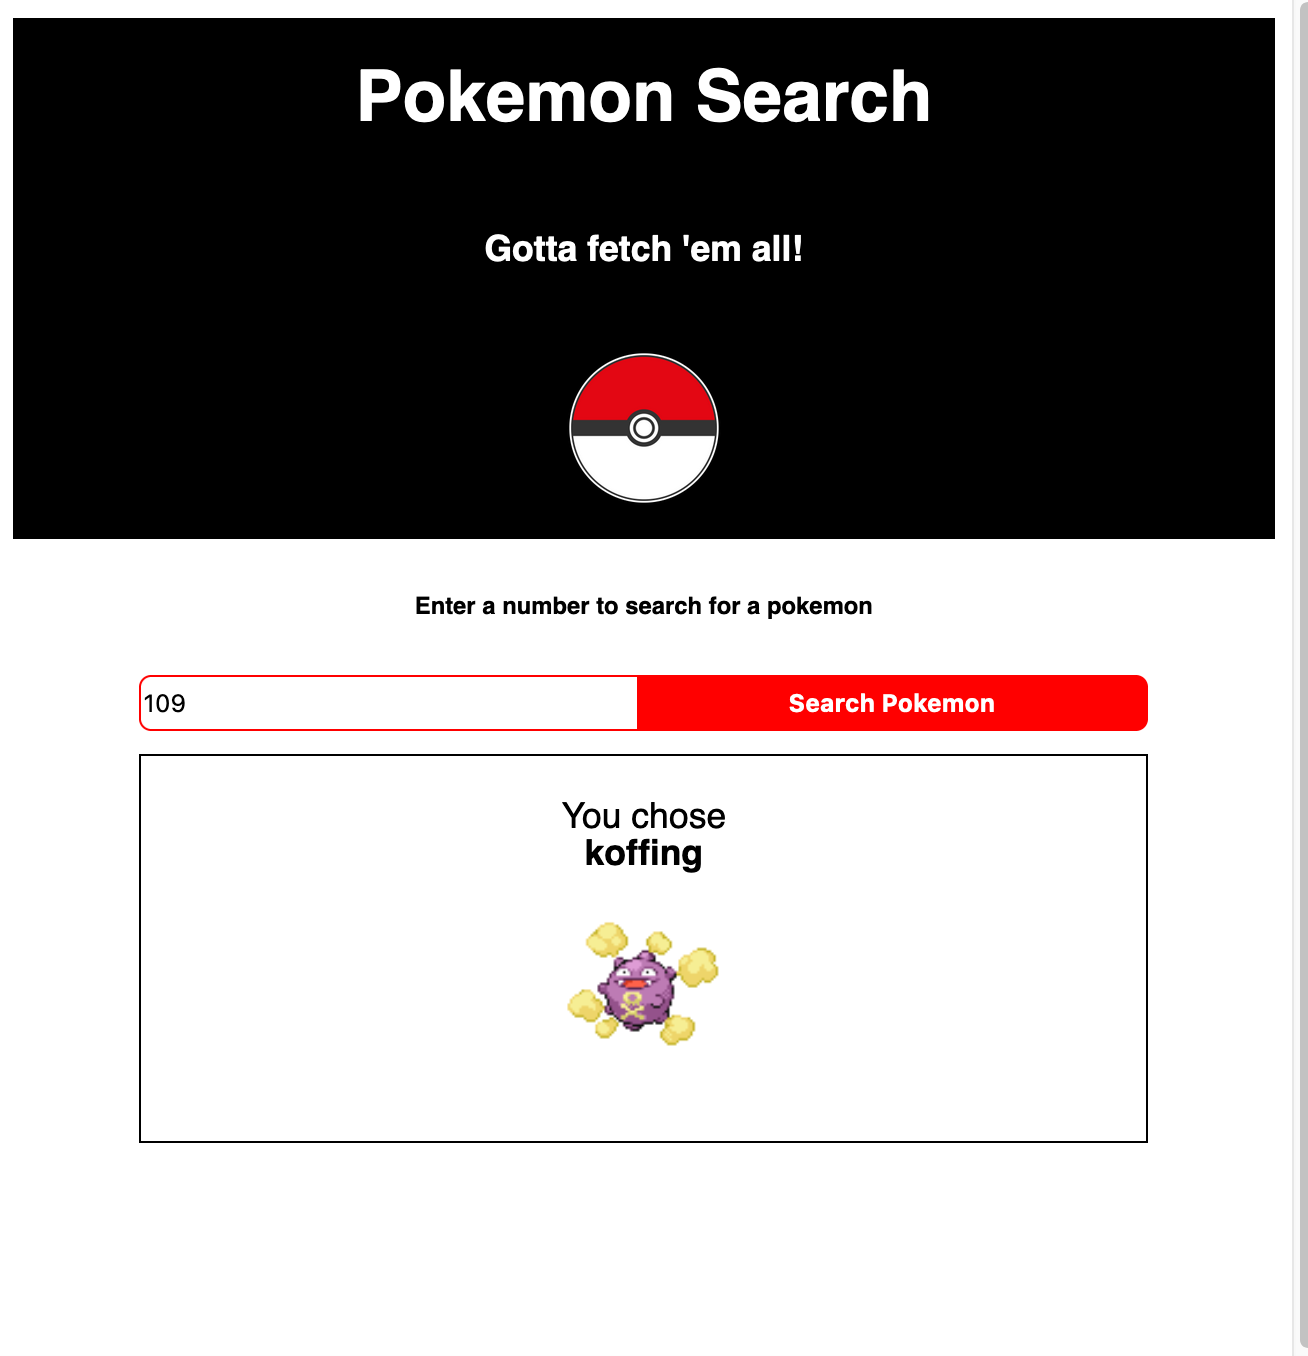 Pokemon Search
Gotta fetch 'em all!
Enter a number to search for a pokemon
109
Search Pokemon
You chose
koffing